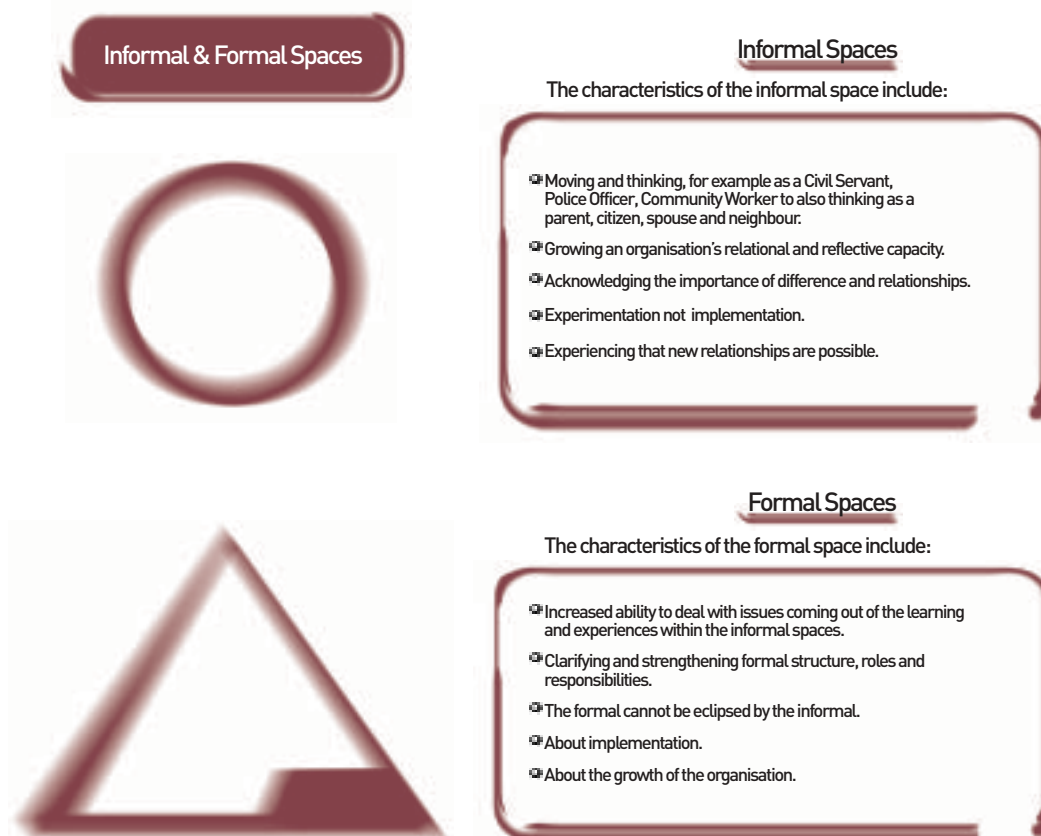 Informal & Formal Spaces
Informal Spaces
The characteristics of the informal space include:
Moving and thinking, for example as a Civil Servant,
Police Officer, Community Worker to also thinking as a
parent, citizen, spouse and neighbour.
Growing an organisation's relational and reflective capacity.
Acknowledging the importance of difference and relationships.
Experimentation not implementation.
Experiencing that new relationships are possible.
Formal Spaces
The characteristics of the formal space include:
Increased ability to deal with issues coming out of the learning
and experiences within the informal spaces.
Clarifying and strengthening formal structure, roles and
responsibilities.
The formal cannot be eclipsed by the informal.
About implementation.
About the growth of the organisation.